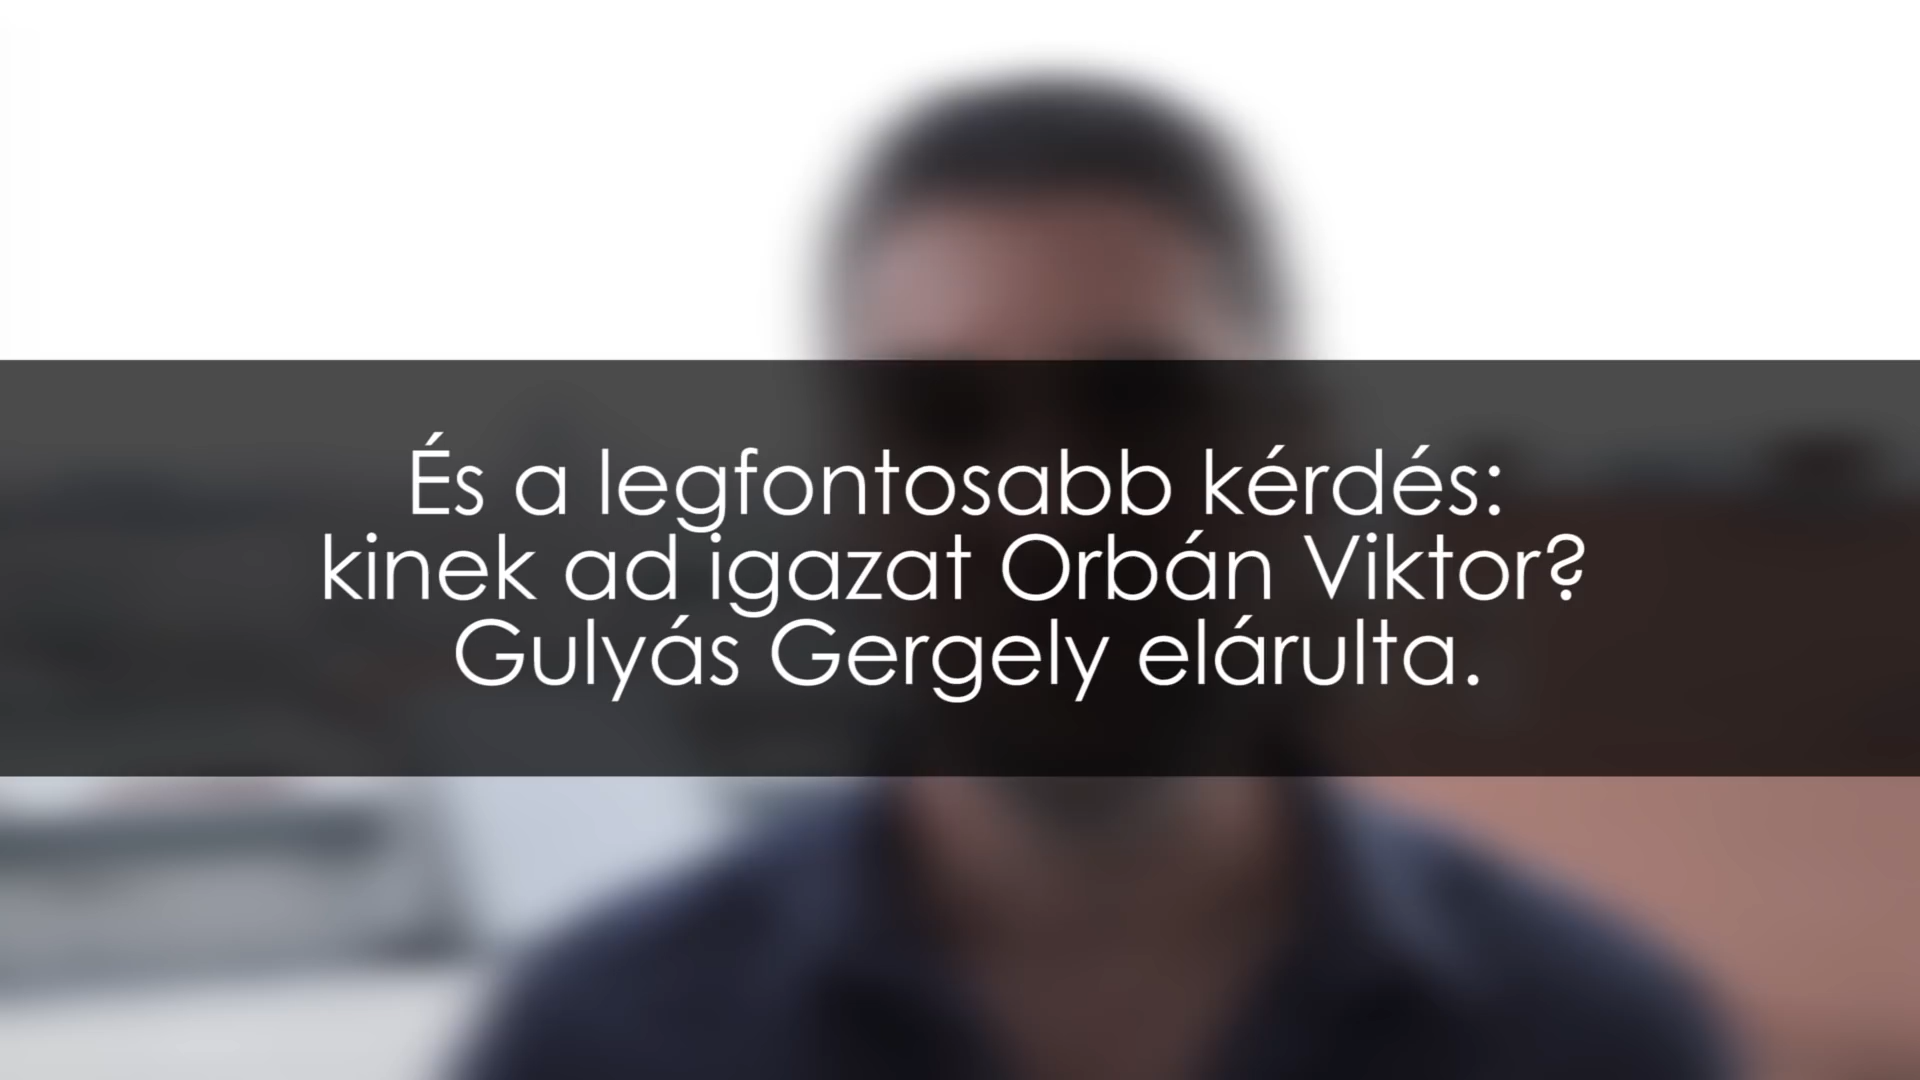 És a legfontosabb kérdés:
kinek ad igazat Orbán Viktor?
Gulyás Gergely elárulta.